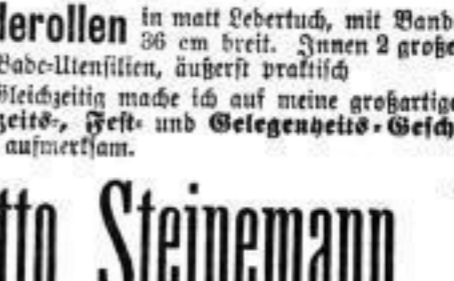 derollen in matt Ledertuch, mit Band
36 cm breit. Innen 2 große
Bade-Utensilien, äußerst praktisch
Gleichzeitig mache ich auf meine großartige
zeits-, Fest- und Gelegenheits-Gesch
aufmerksam.
tto Steinemann